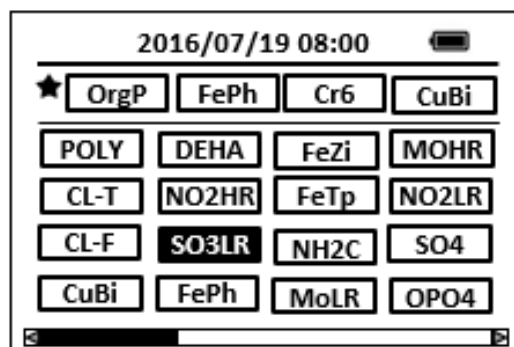 2016/07/19 08:00
OrgP FePh Cr6 CuBi
POLY DEHA FeZi MOHR
CL-T NO2HR FeTp NO2LR
CL-F SO3LR NH2C SO4
CuBi FePh MoLR OPO4